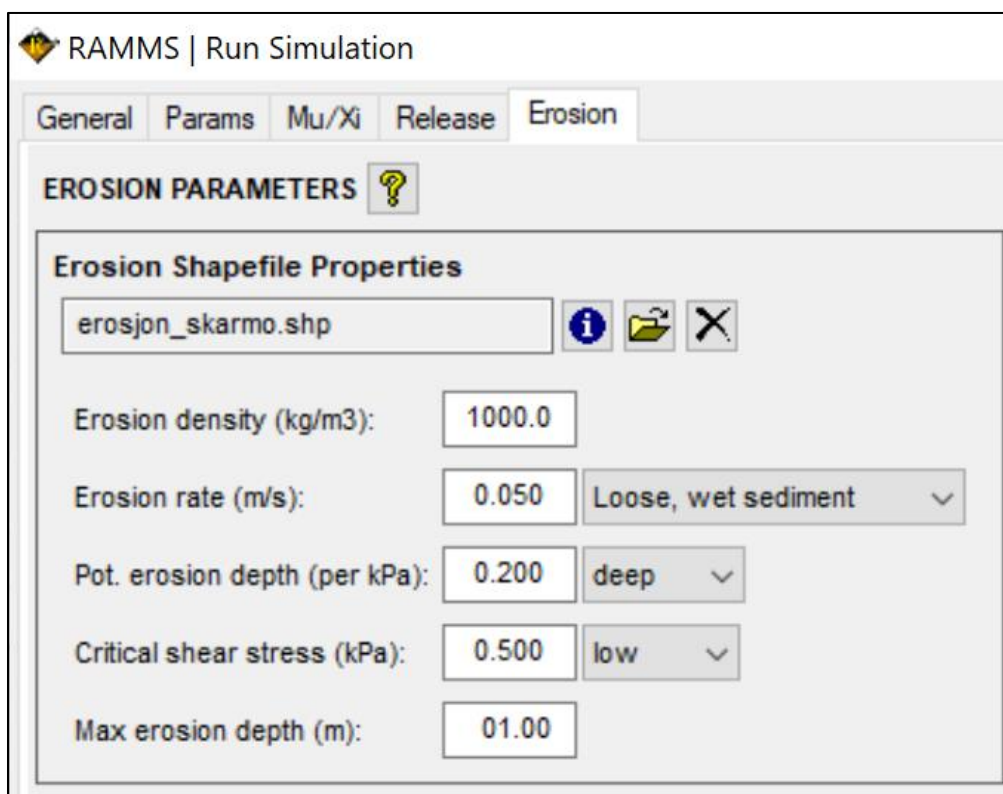 RAMMS | Run Simulation
General Params Mu/Xi Release Erosion
EROSION PARAMETERS ?
Erosion Shapefile Properties
erosjon_skarmo.shp
Erosion density (kg/m3): 1000.0
Erosion rate (m/s): 0.050 Loose, wet sediment
Pot. erosion depth (per kPa): 0.200 deep
Critical shear stress (kPa): 0.500 low
Max erosion depth (m): 01.00